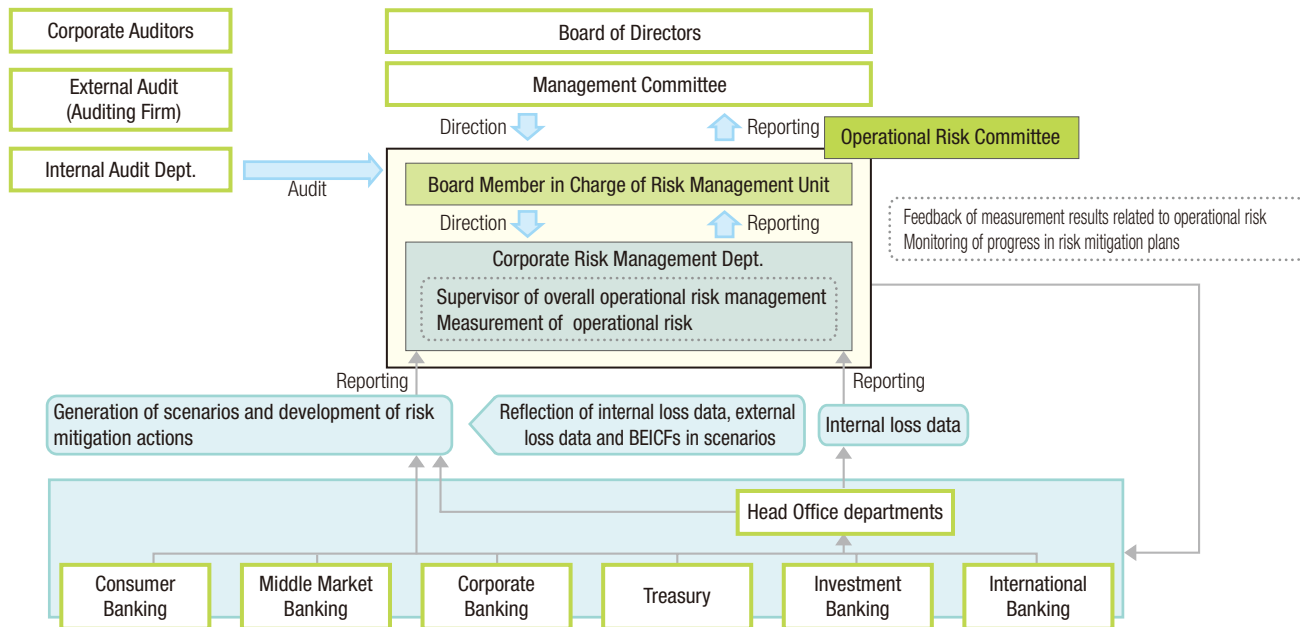 Corporate Auditors
Board of Directors
External Audit
(Auditing Firm)
Management Committee
Direction
Reporting
Operational Risk Committee
Internal Audit Dept.
Audit
Board Member in Charge of Risk Management Unit
Direction
Reporting
Feedback of measurement results related to operational risk
Monitoring of progress in risk mitigation plans
Corporate Risk Management Dept.
Supervisor of overall operational risk management
Measurement of operational risk
Reporting
Reporting
Generation of scenarios and development of risk
mitigation actions
Reflection of internal loss data, external
loss data and BEICFs in scenarios
Internal loss data
Head Office departments
Consumer
Banking
Middle Market
Banking
Corporate
Banking
Treasury
Investment
Banking
International
Banking